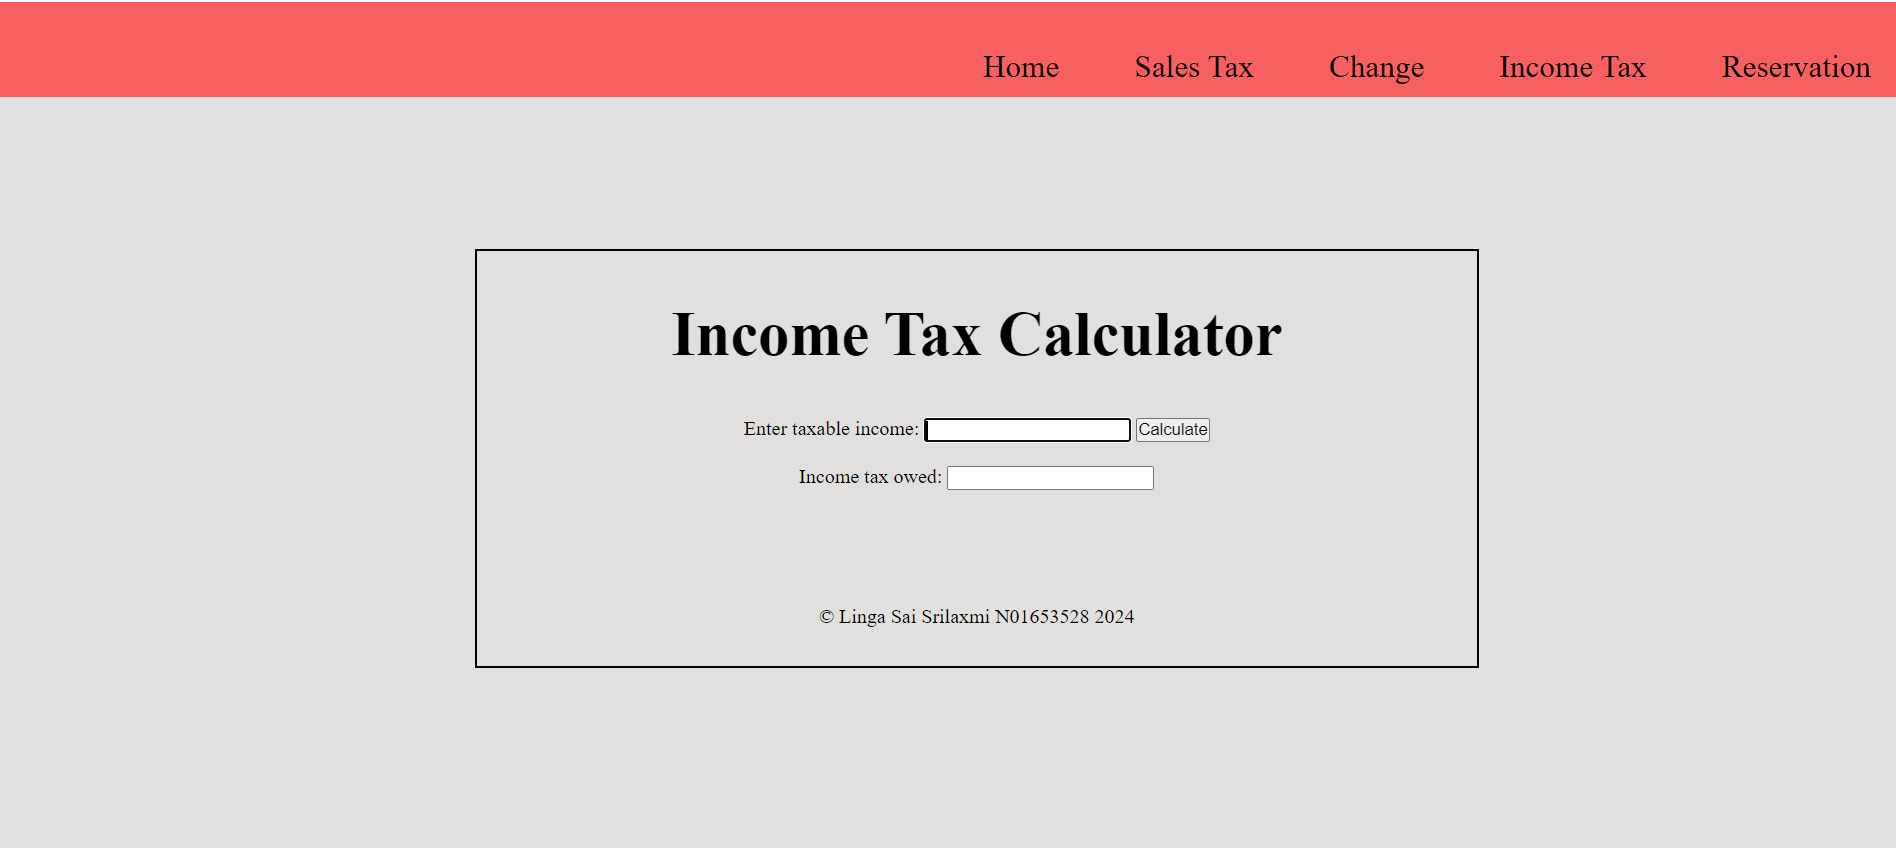 Home Sales Tax Change Income Tax Reservation
Income Tax Calculator
Enter taxable income: Calculate
Income tax owed:
© Linga Sai Srilaxmi N01653528 2024